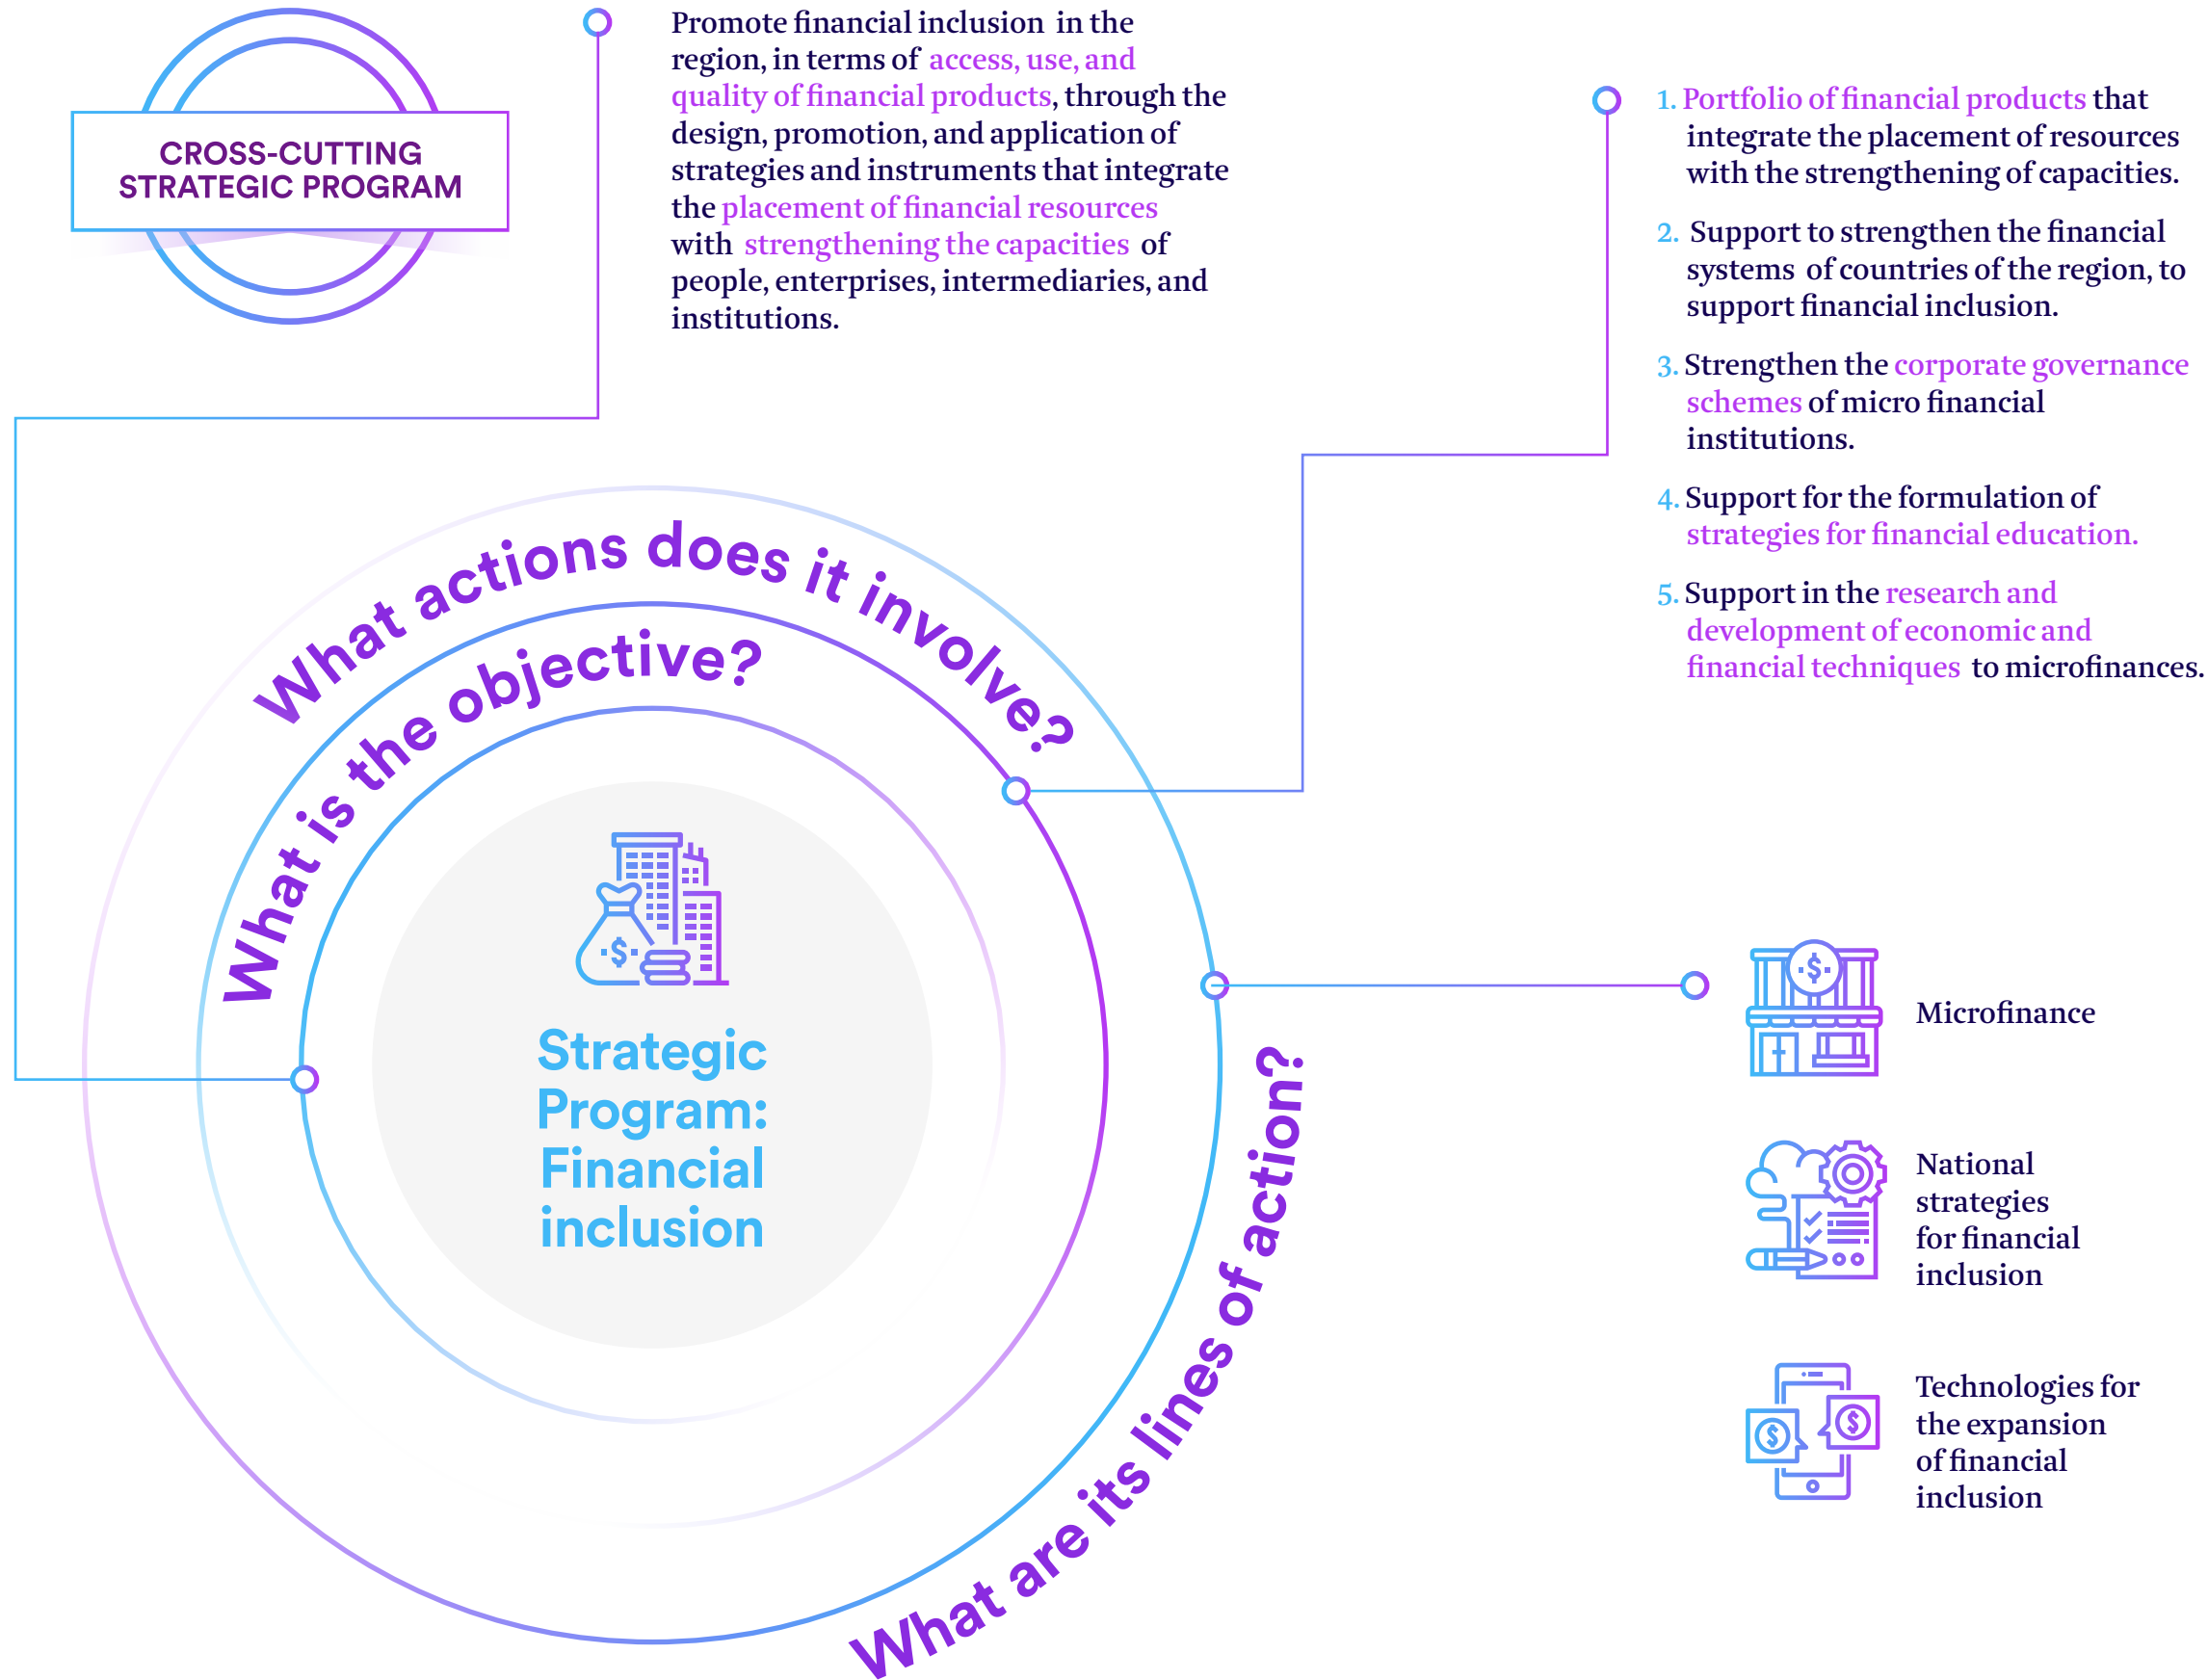 CROSS-CUTTING
STRATEGIC PROGRAM
Promote financial inclusion in the
region, in terms of access, use, and
quality of financial products, through the
design, promotion, and application of
strategies and instruments that integrate
the placement of financial resources
with strengthening the capacities of
people, enterprises, intermediaries, and
institutions.
1. Portfolio of financial products that
integrate the placement of resources
with the strengthening of capacities.
2. Support to strengthen the financial
systems of countries of the region, to
support financial inclusion.
3. Strengthen the corporate governance
schemes of micro financial
institutions.
4. Support for the formulation of
strategies for financial education.
5. Support in the research and
development of economic and
financial techniques to microfinances.
What actions does it involve?
What is the objective?
Strategic
Program:
Financial
inclusion
What are its lines of action?
Microfinance
National
strategies
for financial
inclusion
Technologies for
the expansion
of financial
inclusion